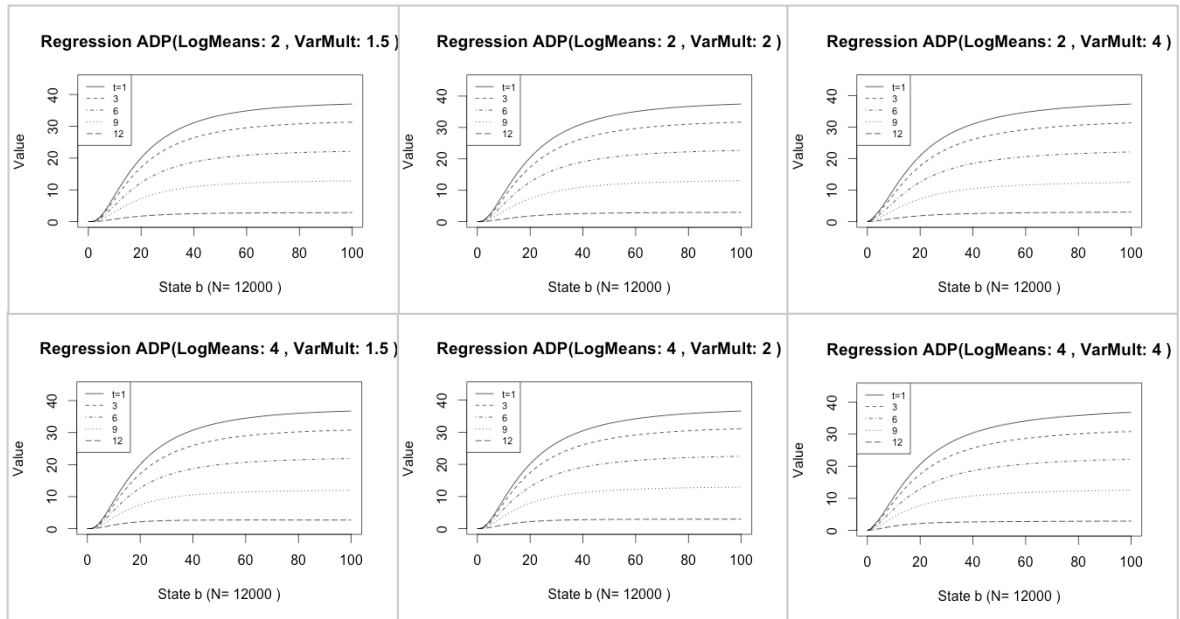 Regression ADP(LogMeans: 2 , VarMult: 1.5 )
t=1
3
6
9
12
Value
0 10 20 30 40
0 20 40 60 80 100
State b (N= 12000 )
Regression ADP(LogMeans: 2 , VarMult: 2 )
t=1
3
6
9
12
Value
0 10 20 30 40
0 20 40 60 80 100
State b (N= 12000 )
Regression ADP(LogMeans: 2 , VarMult: 4 )
t=1
3
6
9
12
Value
0 10 20 30 40
0 20 40 60 80 100
State b (N= 12000 )
Regression ADP(LogMeans: 4 , VarMult: 1.5 )
t=1
3
6
9
12
Value
0 10 20 30 40
0 20 40 60 80 100
State b (N= 12000 )
Regression ADP(LogMeans: 4 , VarMult: 2 )
t=1
3
6
9
12
Value
0 10 20 30 40
0 20 40 60 80 100
State b (N= 12000 )
Regression ADP(LogMeans: 4 , VarMult: 4 )
t=1
3
6
9
12
Value
0 10 20 30 40
0 20 40 60 80 100
State b (N= 12000 )